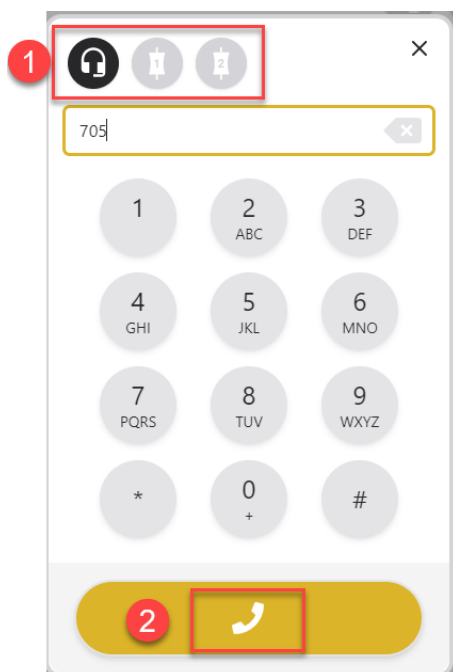 1
1 2
705
1 2 3
ABC DEF
4 5 6
GHI JKL MNO
7 8 9
PQRS TUV WXYZ
* 0 #
+
2